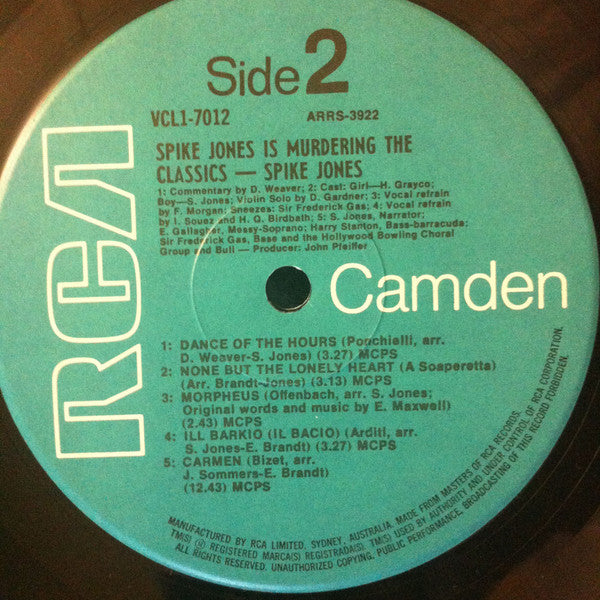 Side 2
VCL1-7012 ARRS-3922
SPIKE JONES IS MURDERING THE
CLASSICS — SPIKE JONES
1: Commentary by D. Weaver; 2: Cast: Girl—H. Grayco;
Boy—S. Jones; Violin Solo by D. Gardner; 3: Vocal refrain
by F. Morgan; Sneezes: Sir Frederick Gas; 4: Vocal refrain
by I. Souez and H. G. Birdbath; 5: S. Jones, Narrator;
E. Gallagher, Messy-Soprano; Harry Stanton, Bass-barracuda;
Sir Frederick Gas, Base and the Hollywood Bowling Choral
Group and Bull — Producer: John Pfeiffer
RCA
Camden
1: DANCE OF THE HOURS (Ponchielli, arr.
D. Weaver-S. Jones) (3.27) MCPS
2: NONE BUT THE LONELY HEART (A Soaperetta)
(Arr. Brandt-Jones) (3.13) MCPS
3: MORPHEUS (Offenbach, arr. S. Jones;
Original words and music by E. Maxwell)
(2.43) MCPS
4: ILL BARKIO (IL BACIO) (Arditi, arr.
S. Jones-E. Brandt) (3.27) MCPS
5: CARMEN (Bizet, arr.
J. Sommers-E. Brandt)
(12.43) MCPS
MANUFACTURED BY RCA LIMITED, SYDNEY, AUSTRALIA. MADE FROM MASTERS OF RCA RECORDS.
TM(S) ® REGISTERED MARCA(S) REGISTRADA(S). TM(S) USED BY AUTHORITY AND UNDER CONTROL OF RCA CORPORATION.
ALL RIGHTS RESERVED. UNAUTHORIZED COPYING, PUBLIC PERFORMANCE, BROADCASTING OF THIS RECORD FORBIDDEN.